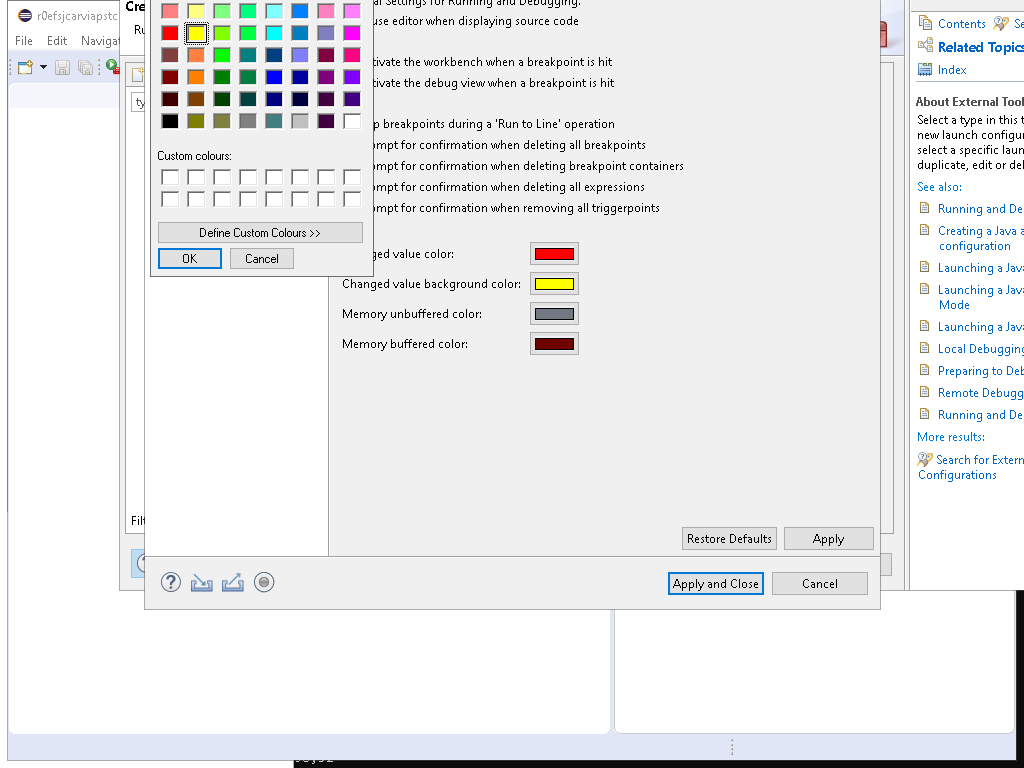 r0efsjcarviapstc
File Edit Navigat
Cre
Ru
al Settings for Running and Debugging.
use editor when displaying source code
tivate the workbench when a breakpoint is hit
tivate the debug view when a breakpoint is hit
p breakpoints during a 'Run to Line' operation
ompt for confirmation when deleting all breakpoints
ompt for confirmation when deleting breakpoint containers
ompt for confirmation when deleting all expressions
ompt for confirmation when removing all triggerpoints
ty
Custom colours:
Define Custom Colours >>
OK Cancel
ged value color:
Changed value background color:
Memory unbuffered color:
Memory buffered color:
Filt
Restore Defaults Apply
Apply and Close Cancel
Contents Se
Related Topics
Index
About External Tool
Select a type in this t
new launch configur
select a specific laun
duplicate, edit or del
See also:
Running and De
Creating a Java a
configuration
Launching a Java
Launching a Java
Mode
Launching a Java
Local Debugging
Preparing to Deb
Remote Debugg
Running and De
More results:
Search for Extern
Configurations